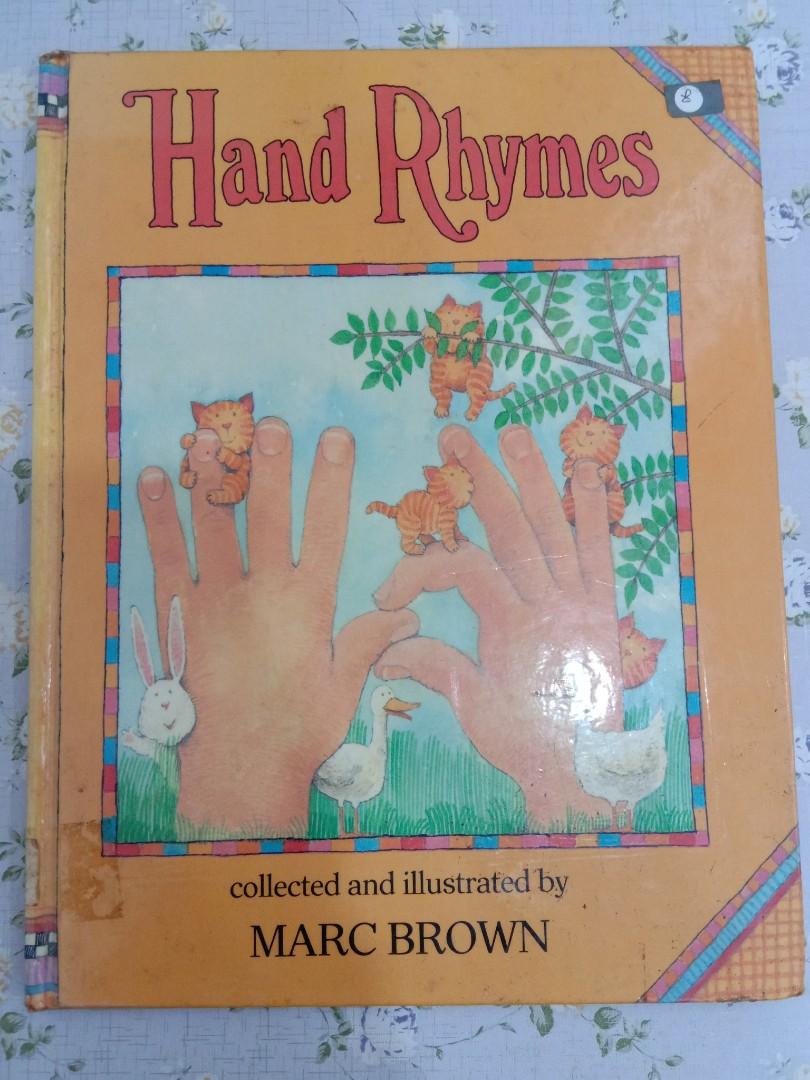 Hand Rhymes
collected and illustrated by
MARC BROWN